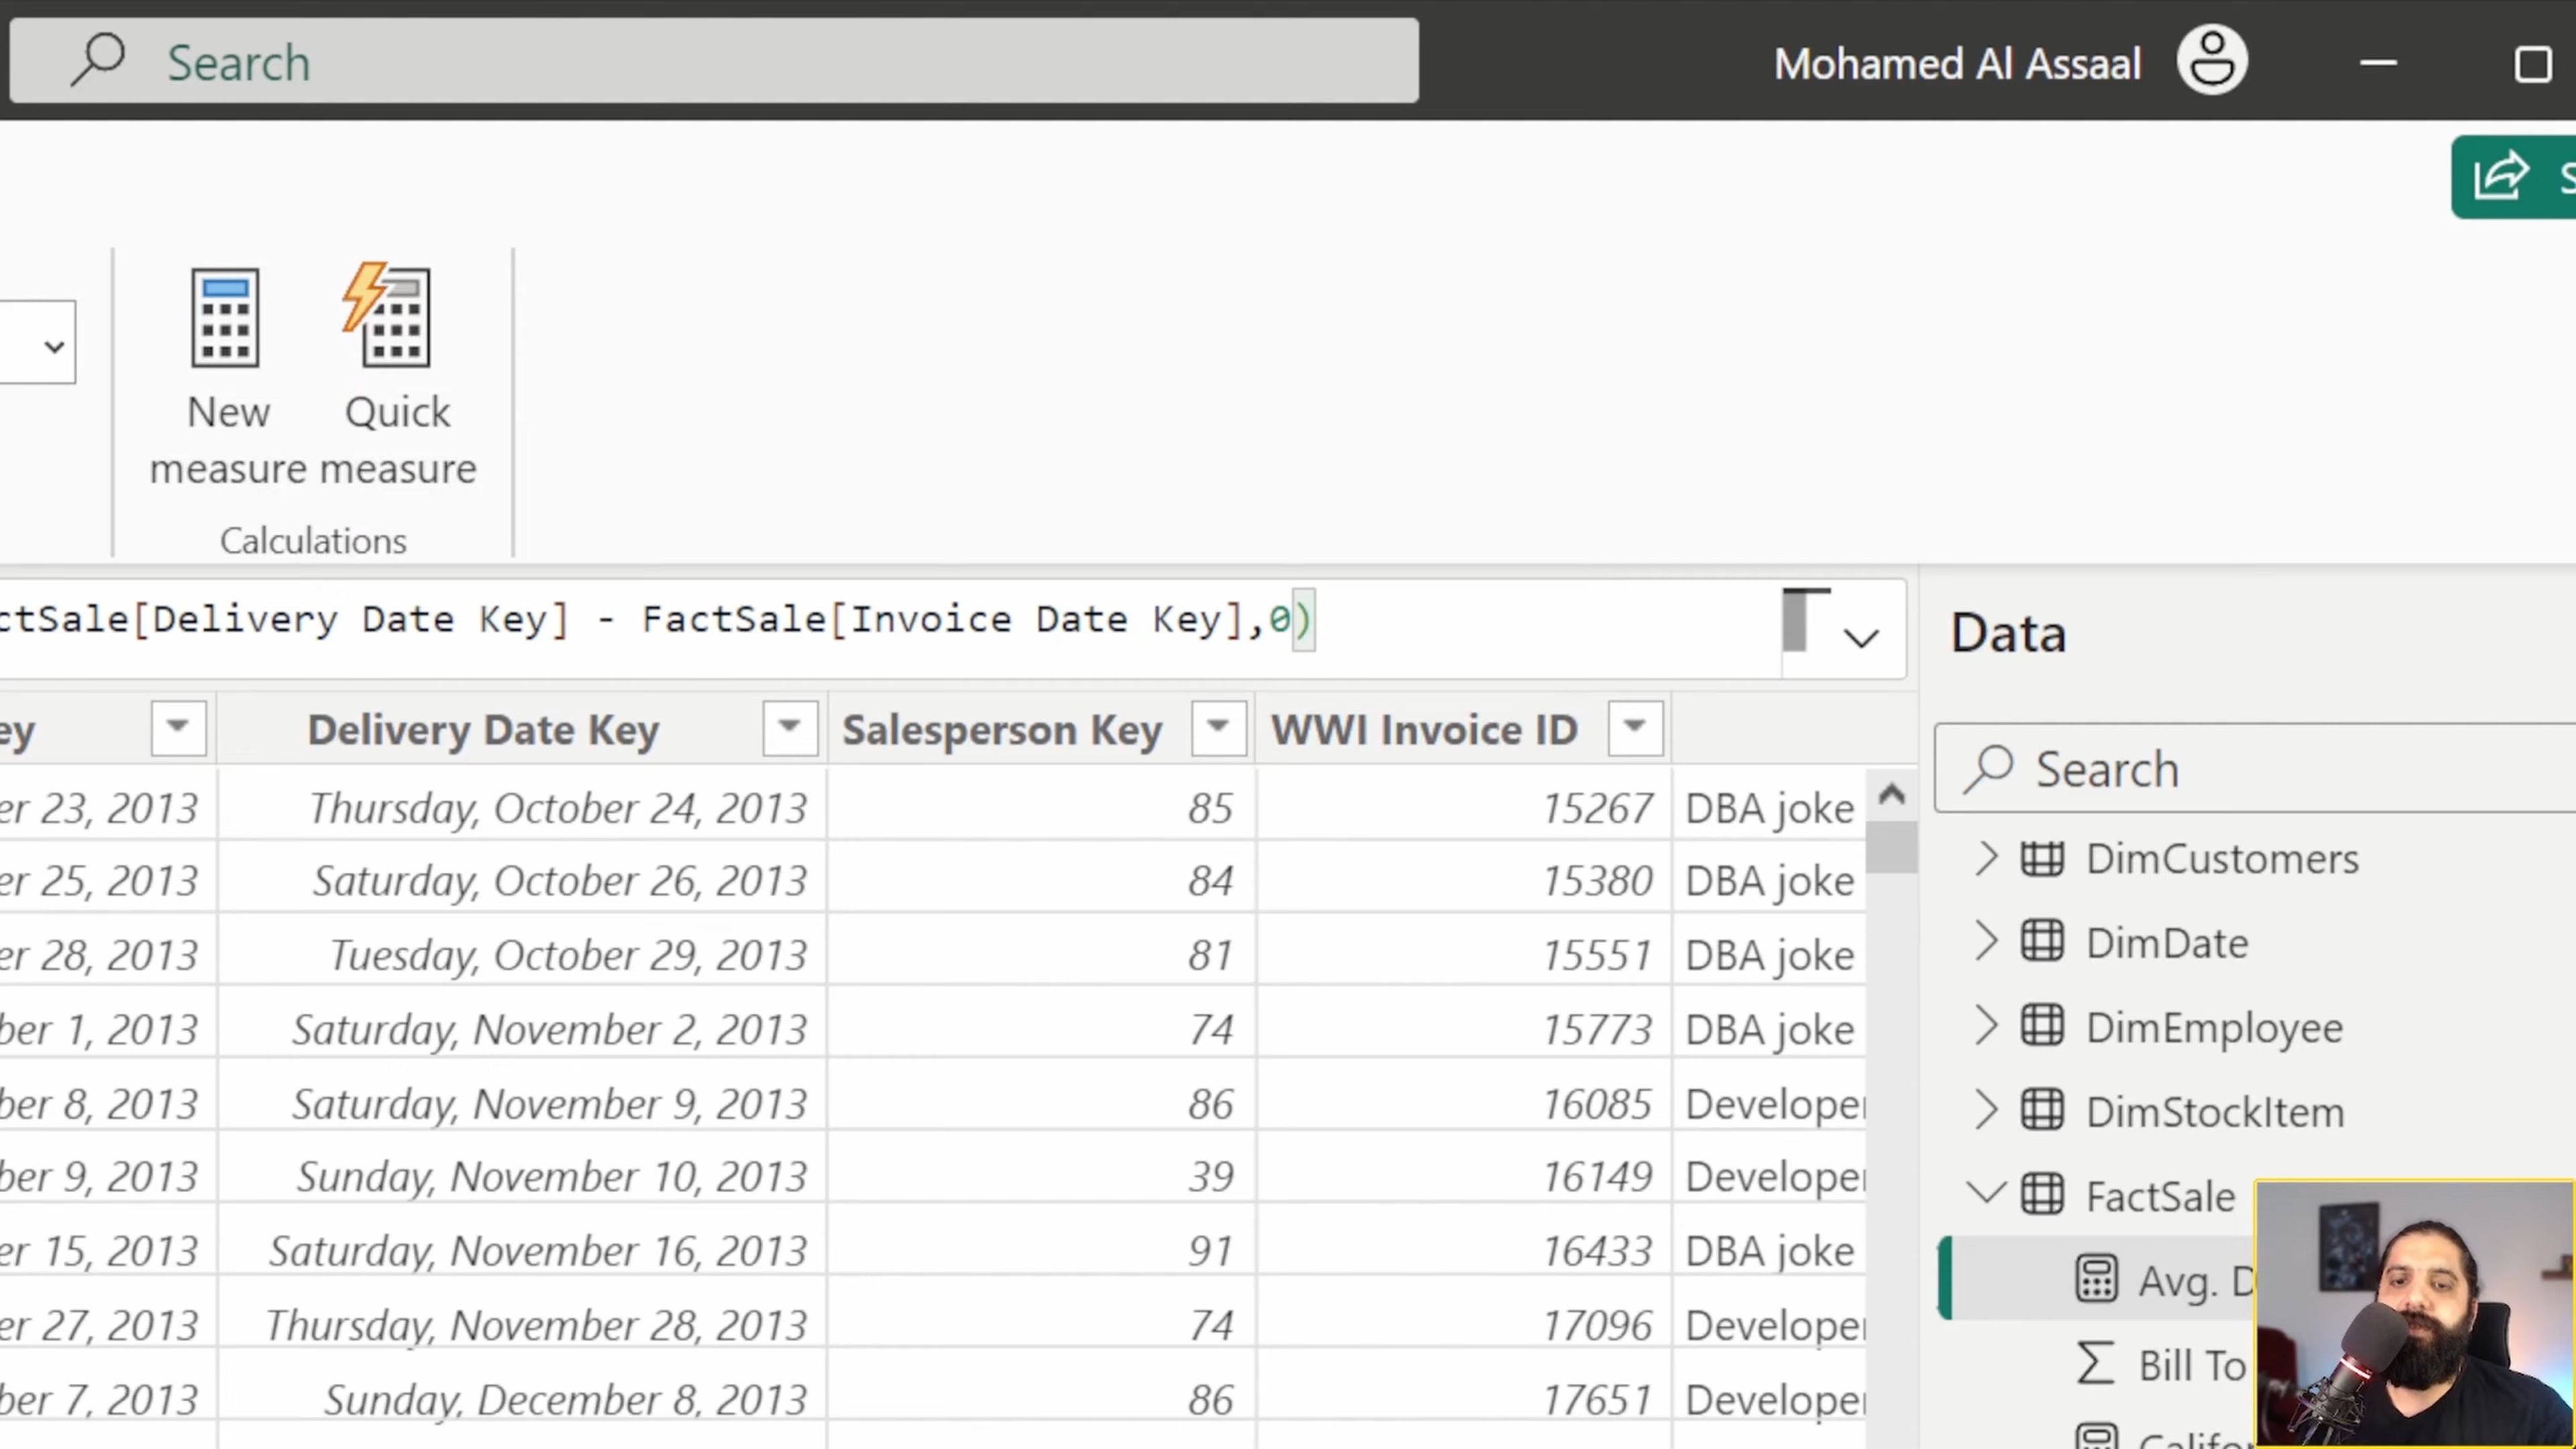 Search
Mohamed Al Assaal
New measure
Quick measure
Calculations
ctSale[Delivery Date Key] - FactSale[Invoice Date Key],0)
Data
Search
ey Delivery Date Key Salesperson Key WWI Invoice ID
er 23, 2013 Thursday, October 24, 2013 85 15267 DBA joke
er 25, 2013 Saturday, October 26, 2013 84 15380 DBA joke
er 28, 2013 Tuesday, October 29, 2013 81 15551 DBA joke
ber 1, 2013 Saturday, November 2, 2013 74 15773 DBA joke
ber 8, 2013 Saturday, November 9, 2013 86 16085 Developer
ber 9, 2013 Sunday, November 10, 2013 39 16149 Developer
er 15, 2013 Saturday, November 16, 2013 91 16433 DBA joke
er 27, 2013 Thursday, November 28, 2013 74 17096 Developer
ber 7, 2013 Sunday, December 8, 2013 86 17651 Developer
DimCustomers
DimDate
DimEmployee
DimStockItem
FactSale
Avg. D
Bill To